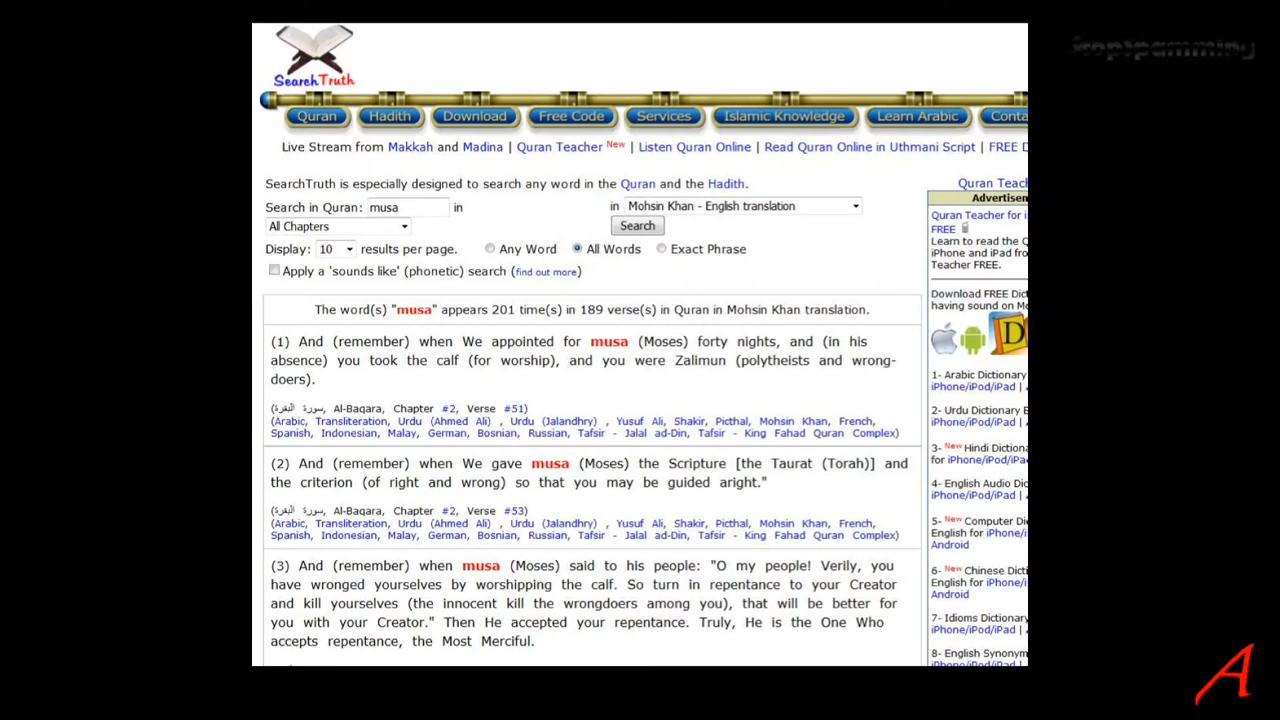 stopspamming
SearchTruth
Quran Hadith Download Free Code Services Islamic Knowledge Learn Arabic Conta
Live Stream from Makkah and Madina | Quran Teacher New | Listen Quran Online | Read Quran Online in Uthmani Script | FREE D
SearchTruth is especially designed to search any word in the Quran and the Hadith.
Search in Quran: musa in in Mohsin Khan - English translation
All Chapters Search
Display: 10 results per page. Any Word All Words Exact Phrase
Apply a 'sounds like' (phonetic) search (find out more)
The word(s) "musa" appears 201 time(s) in 189 verse(s) in Quran in Mohsin Khan translation.
(1) And (remember) when We appointed for musa (Moses) forty nights, and (in his
absence) you took the calf (for worship), and you were Zalimun (polytheists and wrong-
doers).
(سورة البقرة, Al-Baqara, Chapter #2, Verse #51)
(Arabic, Transliteration, Urdu (Ahmed Ali) , Urdu (Jalandhry) , Yusuf Ali, Shakir, Picthal, Mohsin Khan, French,
Spanish, Indonesian, Malay, German, Bosnian, Russian, Tafsir - Jalal ad-Din, Tafsir - King Fahad Quran Complex)
(2) And (remember) when We gave musa (Moses) the Scripture [the Taurat (Torah)] and
the criterion (of right and wrong) so that you may be guided aright."
(سورة البقرة, Al-Baqara, Chapter #2, Verse #53)
(Arabic, Transliteration, Urdu (Ahmed Ali) , Urdu (Jalandhry) , Yusuf Ali, Shakir, Picthal, Mohsin Khan, French,
Spanish, Indonesian, Malay, German, Bosnian, Russian, Tafsir - Jalal ad-Din, Tafsir - King Fahad Quran Complex)
(3) And (remember) when musa (Moses) said to his people: "O my people! Verily, you
have wronged yourselves by worshipping the calf. So turn in repentance to your Creator
and kill yourselves (the innocent kill the wrongdoers among you), that will be better for
you with your Creator." Then He accepted your repentance. Truly, He is the One Who
accepts repentance, the Most Merciful.
Quran Teach
Advertisem
Quran Teacher for i
FREE
Learn to read the Q
iPhone and iPad fro
Teacher FREE.
Download FREE Dic
having sound on Mo
D
1- Arabic Dictionary
iPhone/iPod/iPad |
2- Urdu Dictionary E
iPhone/iPod/iPad |
3- New Hindi Dictiona
for iPhone/iPod/iPad
4- English Audio Dic
iPhone/iPod/iPad |
5- New Computer Die
English for iPhone/i
Android
6- New Chinese Dicti
English for iPhone/i
Android
7- Idioms Dictionary
iPhone/iPod/iPad |
8- English Synonym
iPhone/iPod/iPad |
A